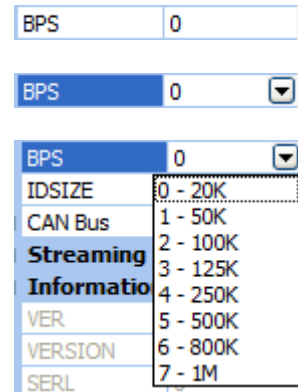 BPS 0
BPS 0
BPS 0
IDSIZE 0 - 20K
CAN Bus 1 - 50K
2 - 100K
Streaming 3 - 125K
Informatio 4 - 250K
VER 5 - 500K
VERSION 6 - 800K
SERL 7 - 1M